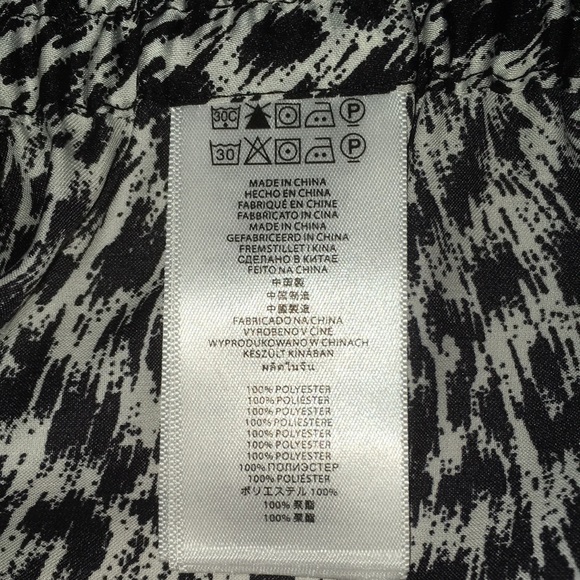 30C P
30 P
MADE IN CHINA
HECHO EN CHINA
FABRIQUÉ EN CHINE
FABBRICATO IN CINA
MADE IN CHINA
GEFABRICEERD IN CHINA
FREMSTILLET I KINA
СДЕЛАНО В КИТАЕ
FEITO NA CHINA
中国製
中国制造
中國製造
FABRICADO NA CHINA
VYROBENO V ČÍNĚ
WYPRODUKOWANO W CHINACH
KÉSZÜLT KÍNÁBAN
ผลิตในจีน
100% POLYESTER
100% POLIÉSTER
100% POLYESTER
100% POLIESTERE
100% POLYESTER
100% POLYESTER
100% POLYESTER
100% ПОЛИЭСТЕР
100% POLIÉSTER
ポリエステル 100%
100% 聚酯
100% 聚酯